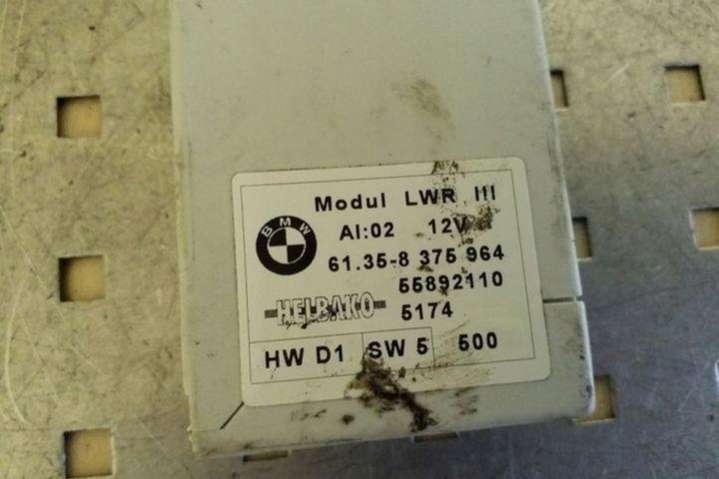 Modul LWR III
BMW
AI:02 12V
61.35-8 375 964
55892110
HELBAKO 5174
HW D1 SW 5 500